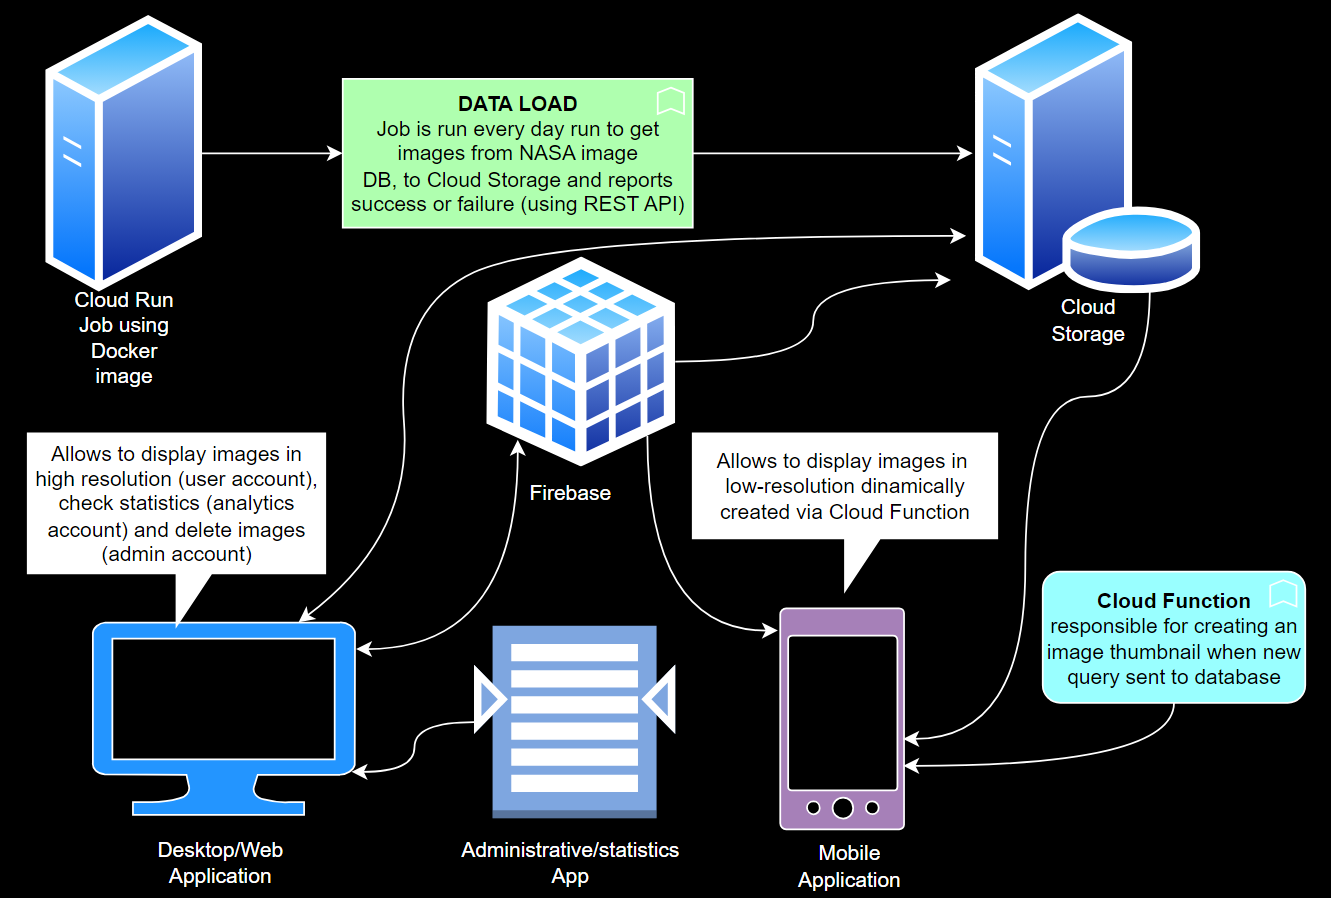 DATA LOAD
Job is run every day run to get
images from NASA image
DB, to Cloud Storage and reports
success or failure (using REST API)
Cloud Run
Job using
Docker
image
Cloud
Storage
Allows to display images in
high resolution (user account),
check statistics (analytics
account) and delete images
(admin account)
Firebase
Allows to display images in
low-resolution dinamically
created via Cloud Function
Cloud Function
responsible for creating an
image thumbnail when new
query sent to database
Desktop/Web
Application
Administrative/statistics
App
Mobile
Application